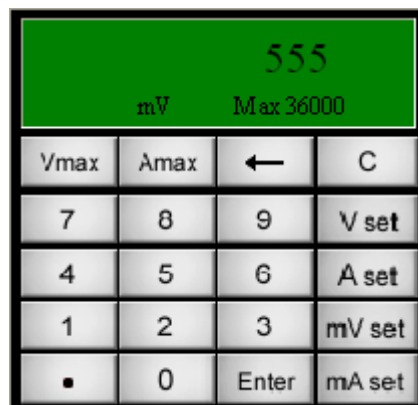 555
mV Max 36000
Vmax Amax ← C
7 8 9 V set
4 5 6 A set
1 2 3 mV set
. 0 Enter mA set